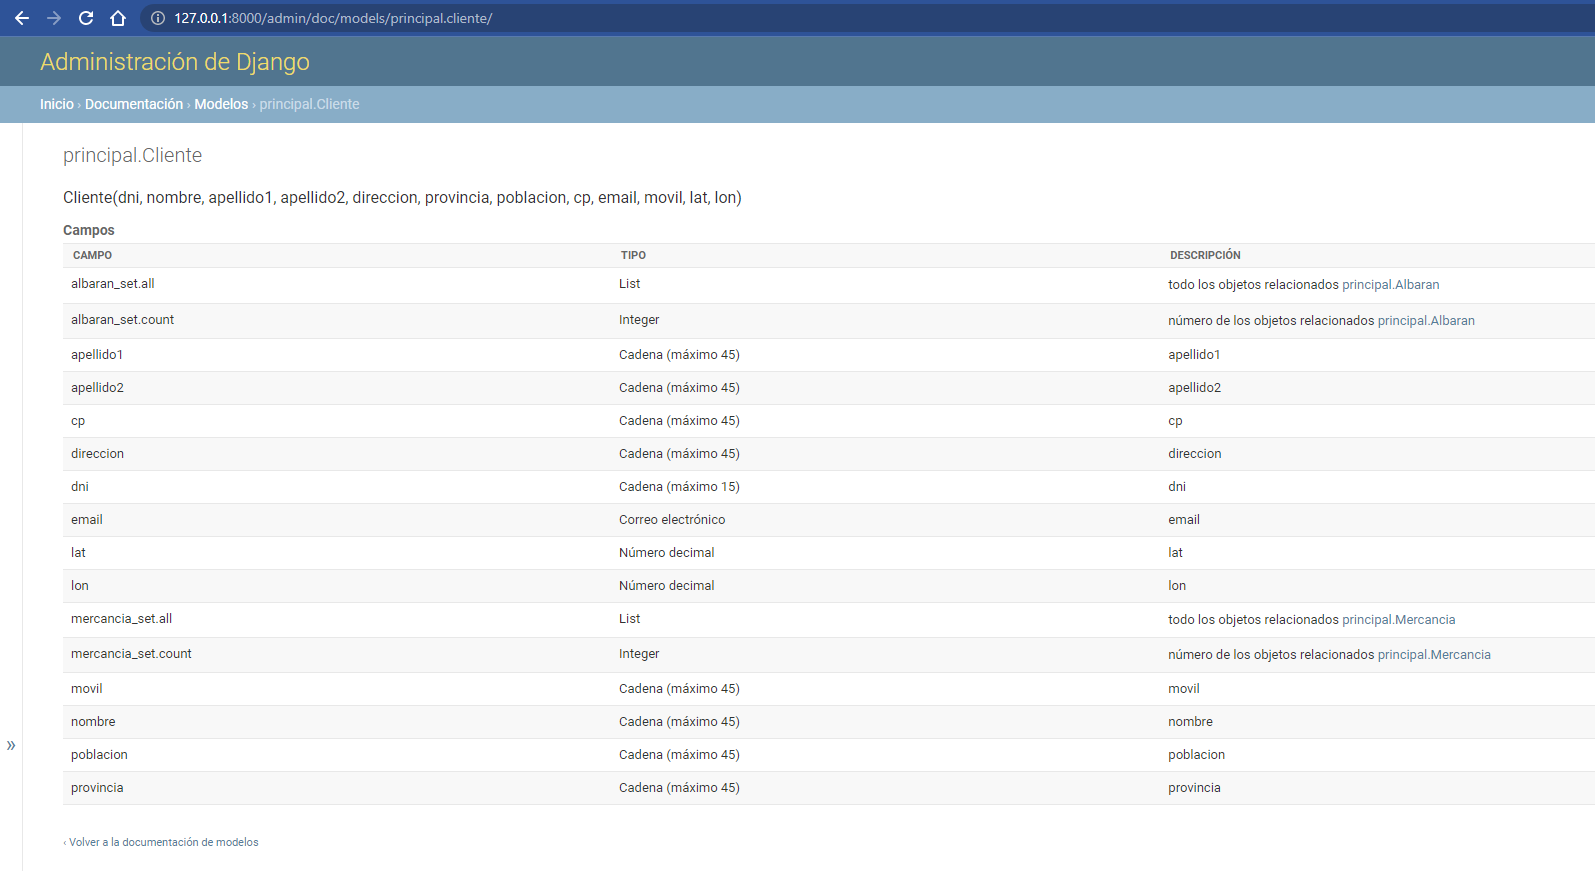 127.0.0.1:8000/admin/doc/models/principal.cliente/
Administración de Django
Inicio › Documentación › Modelos › principal.Cliente
principal.Cliente
Cliente(dni, nombre, apellido1, apellido2, direccion, provincia, poblacion, cp, email, movil, lat, lon)
Campos
CAMPO TIPO DESCRIPCIÓN
albaran_set.all List todo los objetos relacionados principal.Albaran
albaran_set.count Integer número de los objetos relacionados principal.Albaran
apellido1 Cadena (máximo 45) apellido1
apellido2 Cadena (máximo 45) apellido2
cp Cadena (máximo 45) cp
direccion Cadena (máximo 45) direccion
dni Cadena (máximo 15) dni
email Correo electrónico email
lat Número decimal lat
lon Número decimal lon
mercancia_set.all List todo los objetos relacionados principal.Mercancia
mercancia_set.count Integer número de los objetos relacionados principal.Mercancia
movil Cadena (máximo 45) movil
nombre Cadena (máximo 45) nombre
poblacion Cadena (máximo 45) poblacion
provincia Cadena (máximo 45) provincia
»
‹ Volver a la documentación de modelos